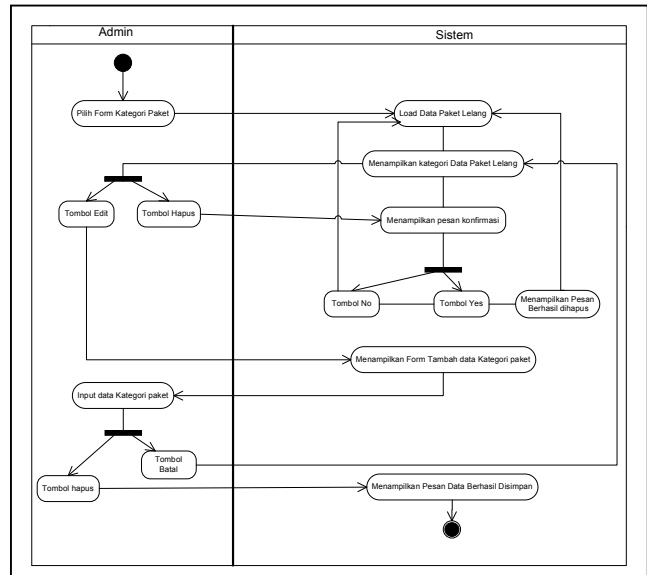 Admin
Sistem
Pilih Form Kategori Paket
Load Data Paket Lelang
Menampilkan kategori Data Paket Lelang
Tombol Edit
Tombol Hapus
Menampilkan pesan konfirmasi
Tombol No
Tombol Yes
Menampilkan Pesan
Berhasil dihapus
Menampilkan Form Tambah data Kategori paket
Input data Kategori paket
Tombol
Batal
Tombol hapus
Menampilkan Pesan Data Berhasil Disimpan